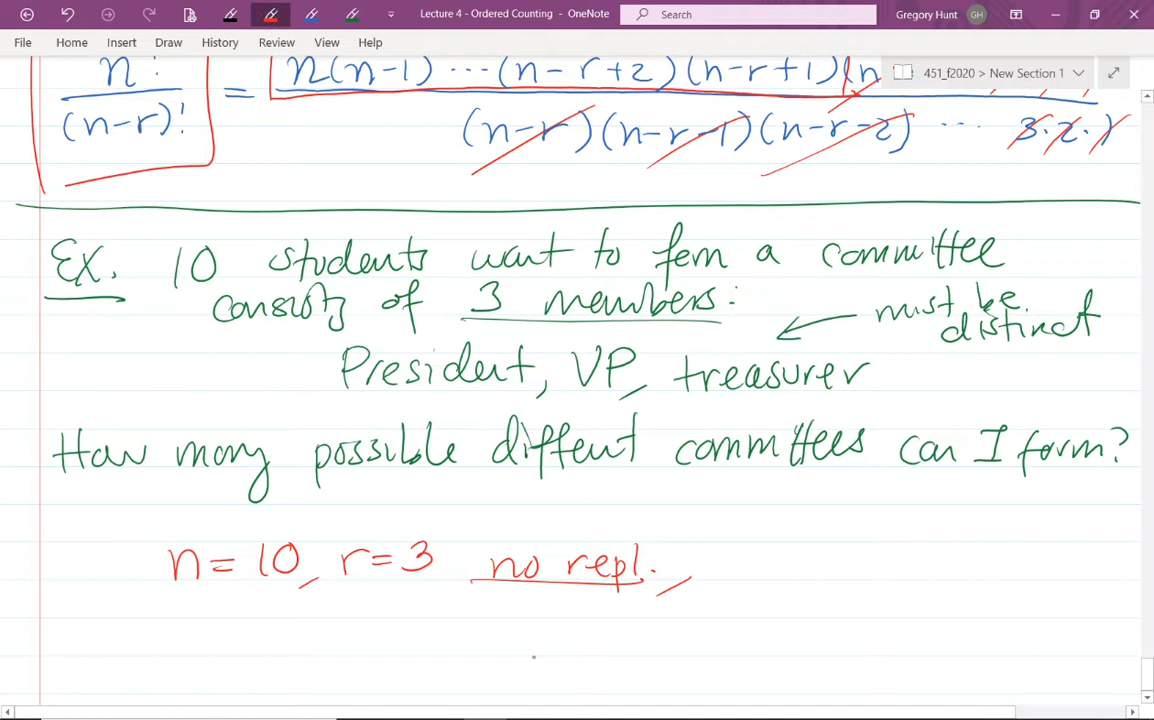 Lecture 4 - Ordered Counting - OneNote
Search
Gregory Hunt GH
File Home Insert Draw History Review View Help
451_f2020 > New Section 1
n! / (n-r)! = n(n-1) ... (n-r+2)(n-r+1)(n
(n-r)(n-r-1)(n-r-2) ... 3·2·1
Ex. 10 students want to form a committee
consisty of 3 members:
must be
distinct
President, VP, treasurer
How many possible different committees can I form?
n=10, r=3 no repl.